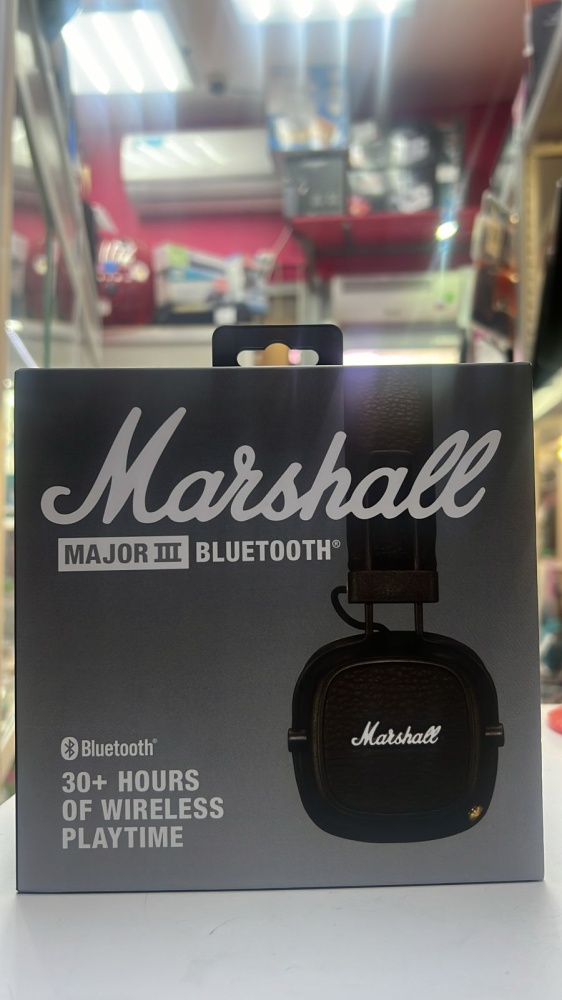 Marshall
MAJOR III BLUETOOTH®
Marshall
Bluetooth®
30+ HOURS
OF WIRELESS
PLAYTIME